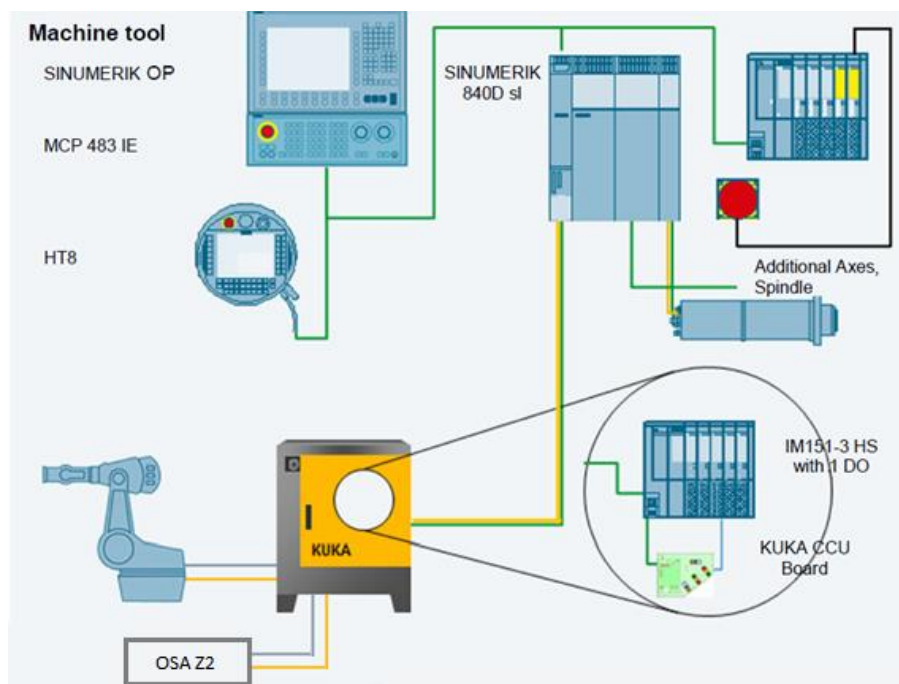 Machine tool
SINUMERIK OP
SINUMERIK
840D sl
MCP 483 IE
HT8
Additional Axes,
Spindle
IM151-3 HS
with 1 DO
KUKA CCU
Board
KUKA
OSA Z2